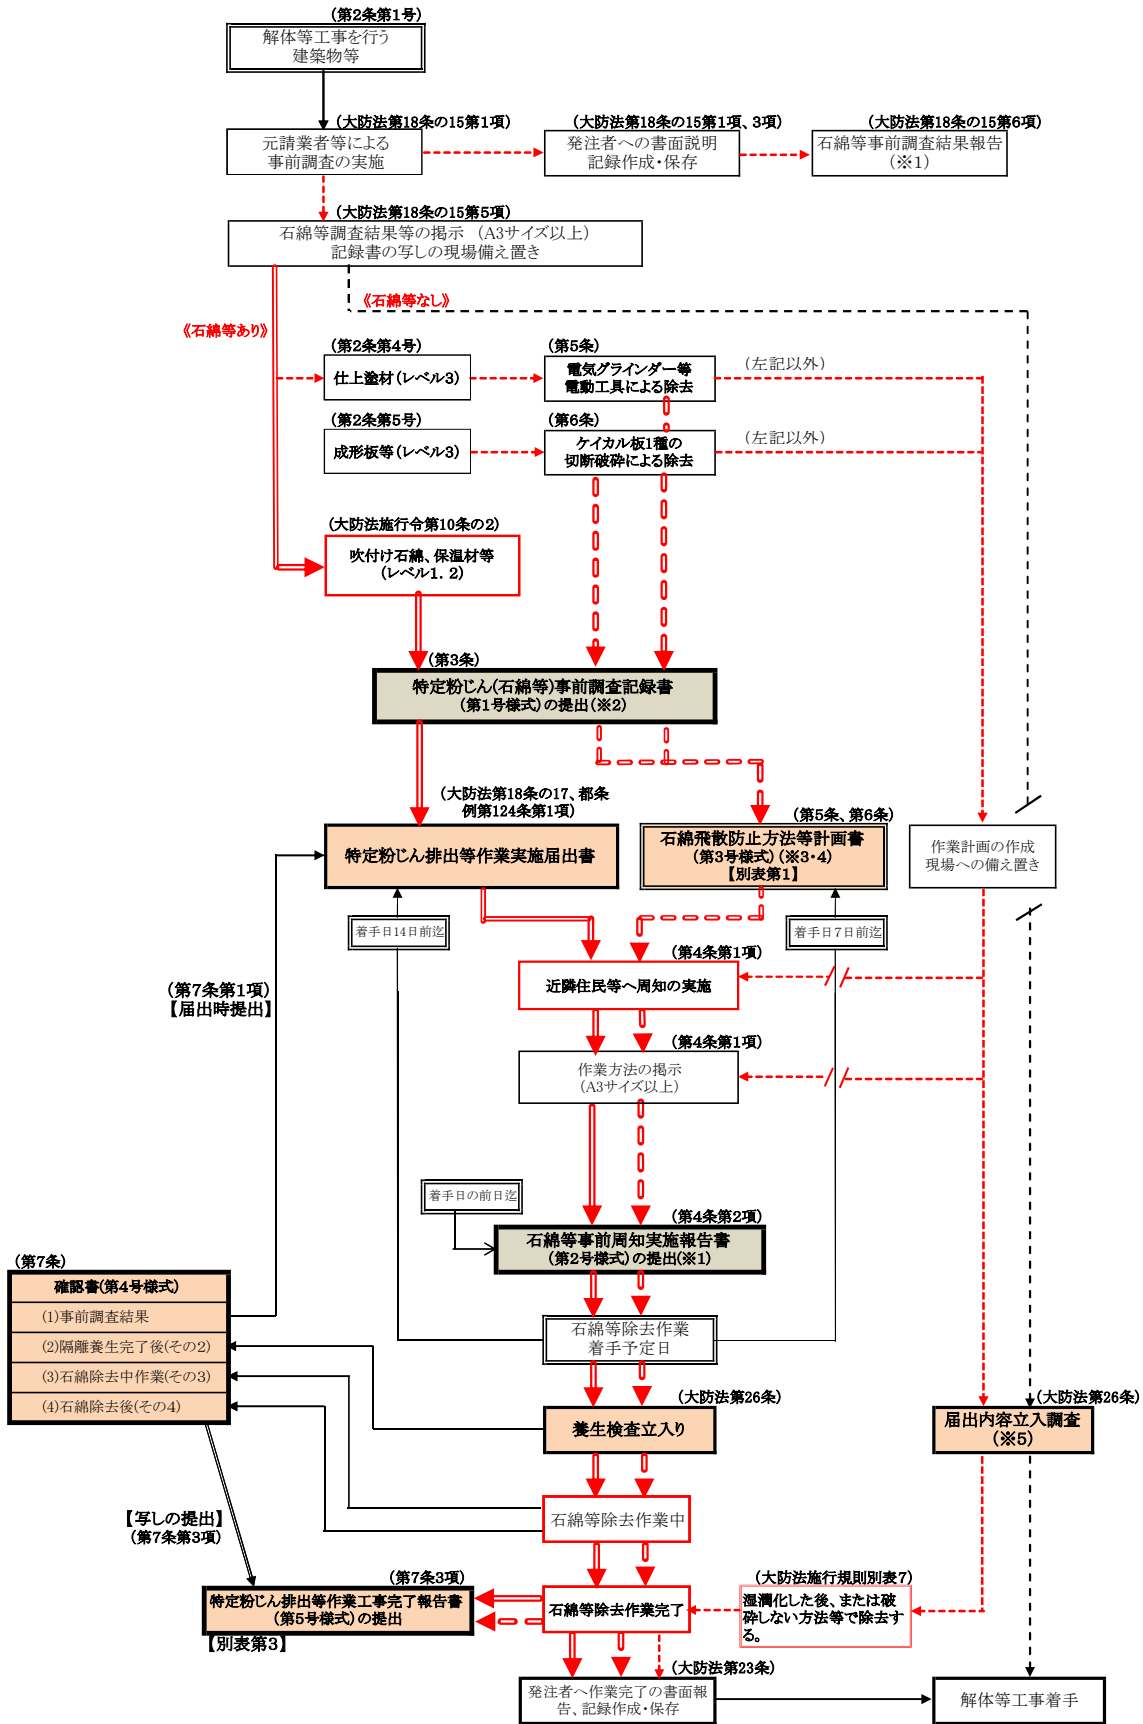 (第2条第1号)
解体等工事を行う
建築物等
(大防法第18条の15第1項)
元請業者等による
事前調査の実施
(大防法第18条の15第1項、3項)
発注者への書面説明
記録作成・保存
(大防法第18条の15第6項)
石綿等事前調査結果報告
(※1)
(大防法第18条の15第5項)
石綿等調査結果等の掲示 (A3サイズ以上)
記録書の写しの現場備え置き
《石綿等なし》
《石綿等あり》
(第2条第4号)
仕上塗材(レベル3)
(第5条)
電気グラインダー等
電動工具による除去
(左記以外)
(第2条第5号)
成形板等(レベル3)
(第6条)
ケイカル板1種の
切断破砕による除去
(左記以外)
(大防法施行令第10条の2)
吹付け石綿、保温材等
(レベル1．2)
(第3条)
特定粉じん(石綿等)事前調査記録書
(第1号様式)の提出(※2)
(大防法第18条の17、都条
例第124条第1項)
特定粉じん排出等作業実施届出書
(第5条、第6条)
石綿飛散防止方法等計画書
(第3号様式)(※3・4)
【別表第1】
作業計画の作成
現場への備え置き
着手日14日前迄
着手日7日前迄
(第4条第1項)
近隣住民等へ周知の実施
(第7条第1項)
【届出時提出】
(第4条第1項)
作業方法の掲示
(A3サイズ以上)
着手日の前日迄
(第4条第2項)
石綿等事前周知実施報告書
(第2号様式)の提出(※1)
(第7条)
確認書(第4号様式)
(1)事前調査結果
(2)隔離養生完了後(その2)
(3)石綿除去中作業(その3)
(4)石綿除去後(その4)
石綿等除去作業
着手予定日
(大防法第26条)
養生検査立入り
(大防法第26条)
届出内容立入調査
(※5)
石綿等除去作業中
【写しの提出】
(第7条第3項)
(第7条3項)
特定粉じん排出等作業工事完了報告書
(第5号様式)の提出
【別表第3】
石綿等除去作業完了
(大防法施行規則別表7)
湿潤化した後、または破
砕しない方法等で除去す
る。
(大防法第23条)
発注者へ作業完了の書面報
告、記録作成・保存
解体等工事着手